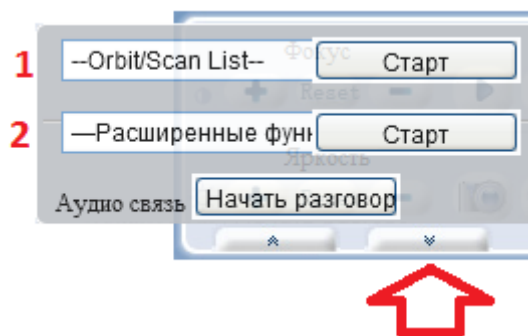 Фокус
1 --Orbit/Scan List-- Старт
Reset
2 —Расширенные функ Старт
Яркость
Аудио связь Начать разговор